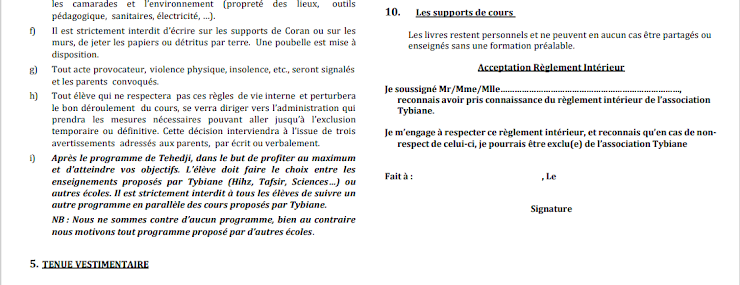 les camarades et l'environnement (propreté des lieux, outils
pédagogique, sanitaires, électricité, ...).
f) Il est strictement interdit d'écrire sur les supports de Coran ou sur les
murs, de jeter les papiers ou détritus par terre. Une poubelle est mise à
disposition.
g) Tout acte provocateur, violence physique, insolence, etc., seront signalés
et les parents convoqués.
h) Tout élève qui ne respectera pas ces règles de vie interne et perturbera
le bon déroulement du cours, se verra diriger vers l'administration qui
prendra les mesures nécessaires pouvant aller jusqu'à l'exclusion
temporaire ou définitive. Cette décision interviendra à l'issue de trois
avertissements adressés aux parents, par écrit ou verbalement.
i) Après le programme de Tehedji, dans le but de profiter au maximum
et d'atteindre vos objectifs. L'élève doit faire le choix entre les
enseignements proposés par Tybiane (Hihz, Tafsir, Sciences...) ou
autres écoles. Il est strictement interdit à tous les élèves de suivre un
autre programme en parallèle des cours proposés par Tybiane.
NB : Nous ne sommes contre d'aucun programme, bien au contraire
nous motivons tout programme proposé par d'autres écoles.
5. TENUE VESTIMENTAIRE
10. Les supports de cours
Les livres restent personnels et ne peuvent en aucun cas être partagés ou
enseignés sans une formation préalable.
Acceptation Règlement Intérieur
Je soussigné Mr/Mme/Mlle...............................................................,
reconnais avoir pris connaissance du règlement intérieur de l'association
Tybiane.
Je m'engage à respecter ce règlement intérieur, et reconnais qu'en cas de non-
respect de celui-ci, je pourrais être exclu(e) de l'association Tybiane
Fait à : , Le
Signature